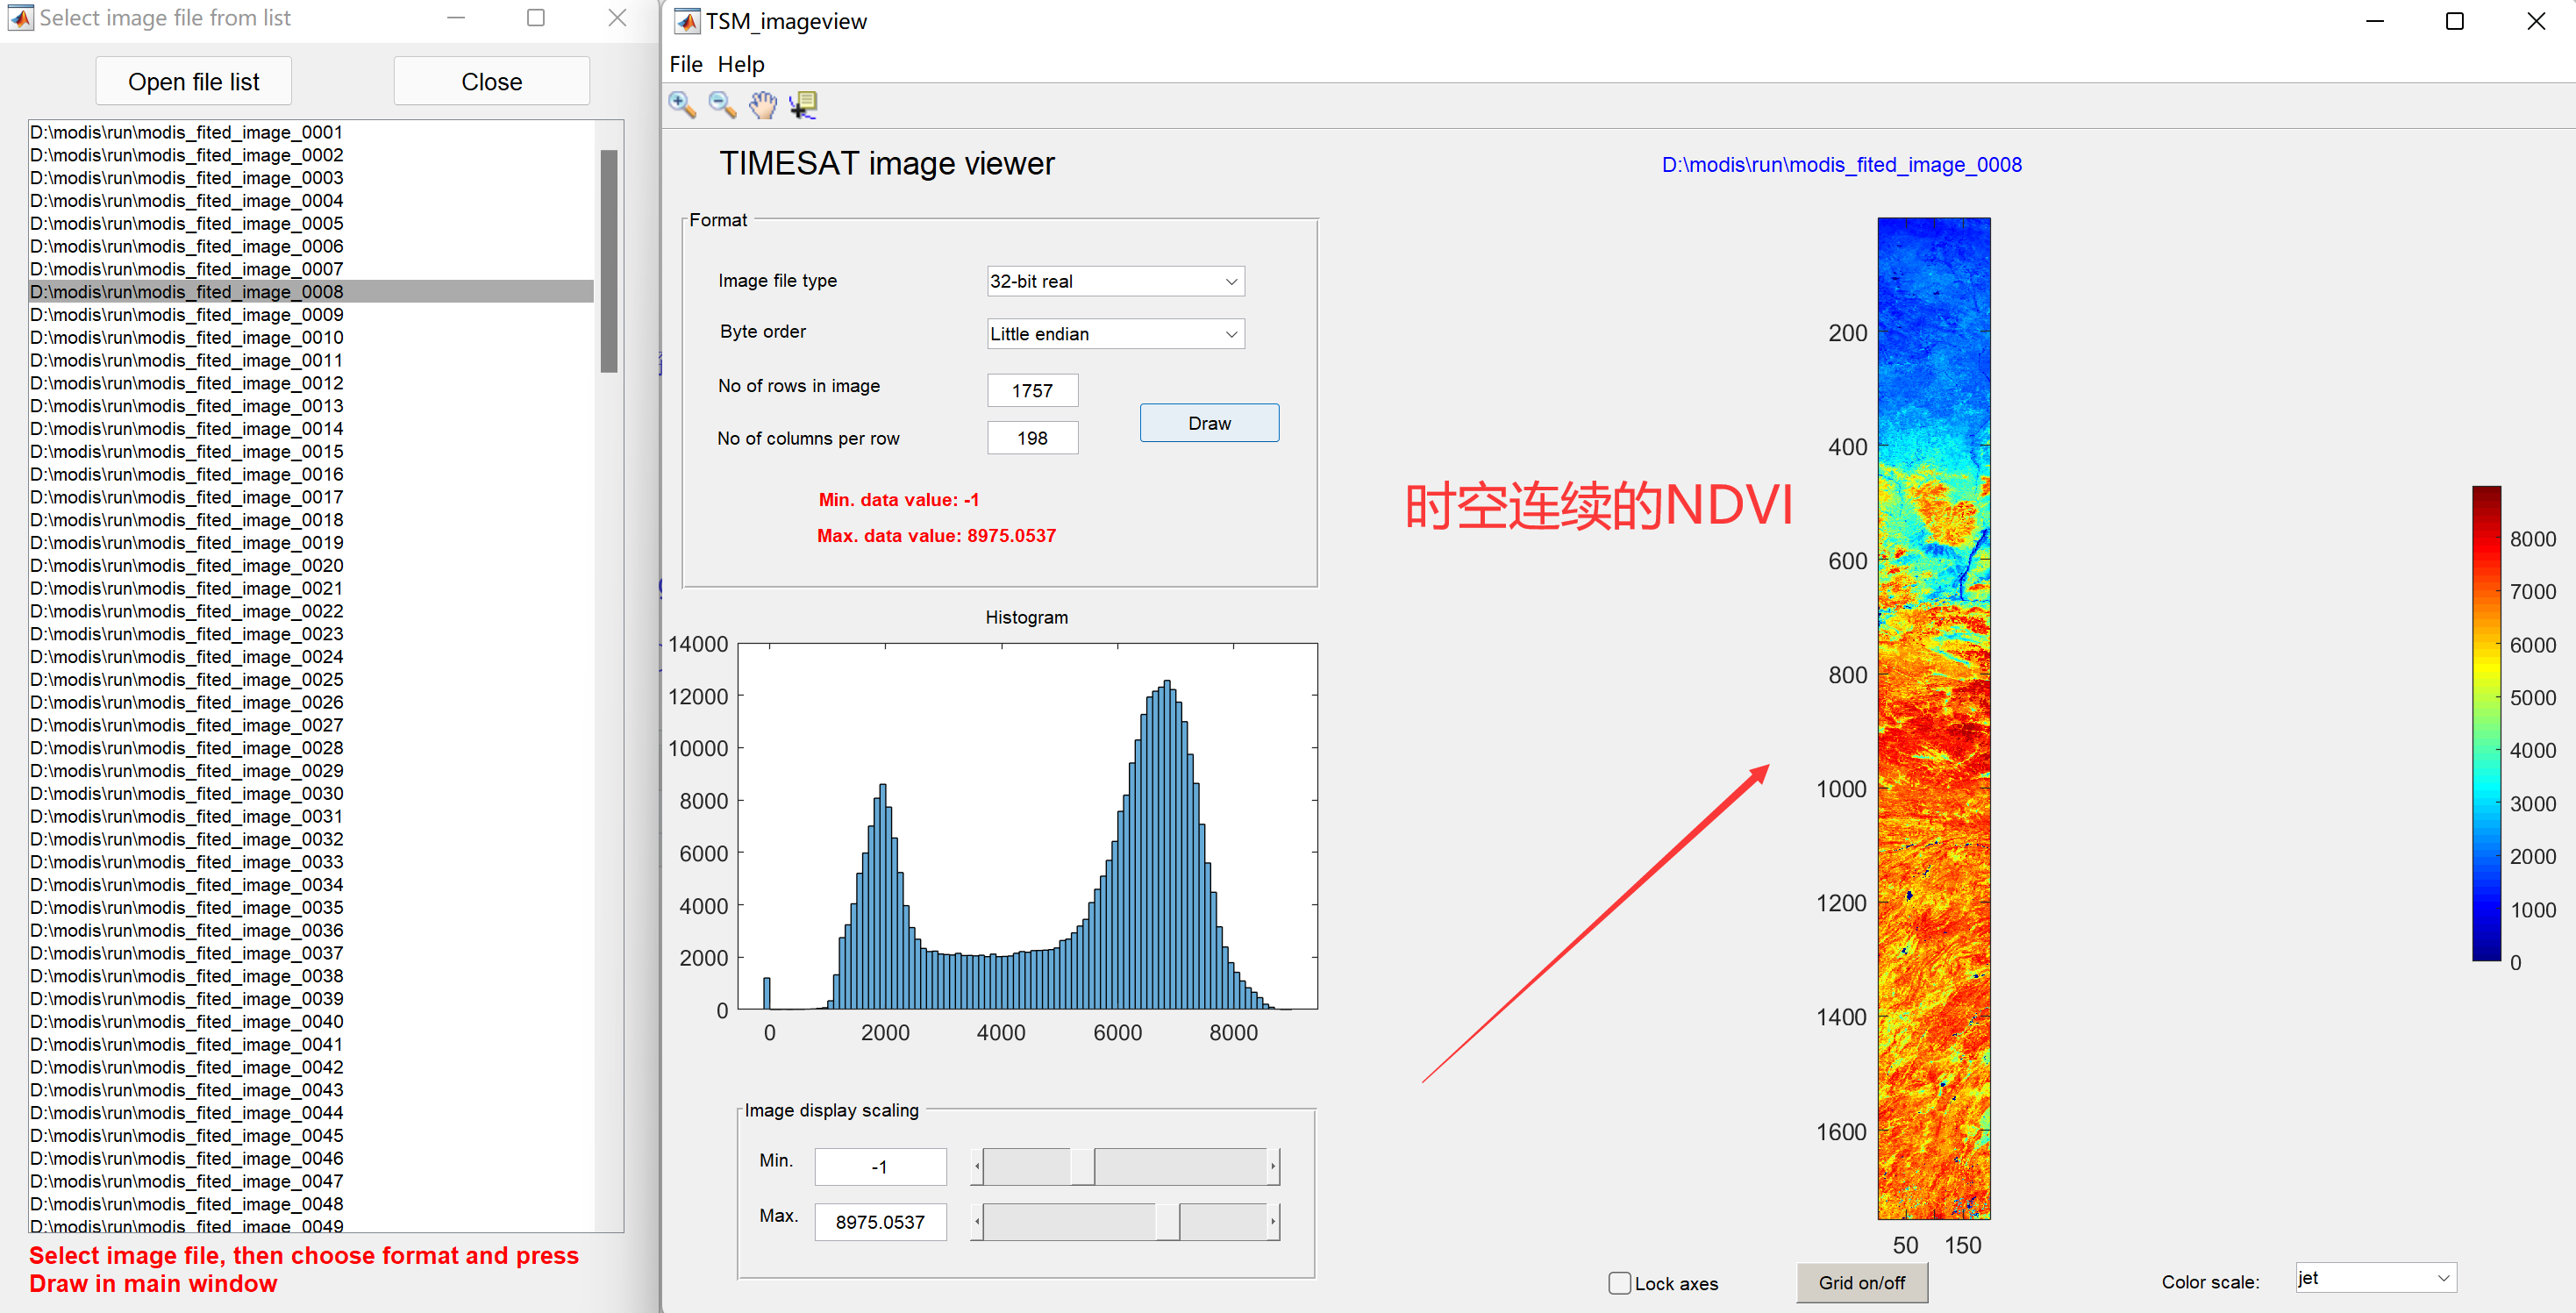 Select image file from list
Open file list
Close
D:\modis\run\modis_fited_image_0001
D:\modis\run\modis_fited_image_0002
D:\modis\run\modis_fited_image_0003
D:\modis\run\modis_fited_image_0004
D:\modis\run\modis_fited_image_0005
D:\modis\run\modis_fited_image_0006
D:\modis\run\modis_fited_image_0007
D:\modis\run\modis_fited_image_0008
D:\modis\run\modis_fited_image_0009
D:\modis\run\modis_fited_image_0010
D:\modis\run\modis_fited_image_0011
D:\modis\run\modis_fited_image_0012
D:\modis\run\modis_fited_image_0013
D:\modis\run\modis_fited_image_0014
D:\modis\run\modis_fited_image_0015
D:\modis\run\modis_fited_image_0016
D:\modis\run\modis_fited_image_0017
D:\modis\run\modis_fited_image_0018
D:\modis\run\modis_fited_image_0019
D:\modis\run\modis_fited_image_0020
D:\modis\run\modis_fited_image_0021
D:\modis\run\modis_fited_image_0022
D:\modis\run\modis_fited_image_0023
D:\modis\run\modis_fited_image_0024
D:\modis\run\modis_fited_image_0025
D:\modis\run\modis_fited_image_0026
D:\modis\run\modis_fited_image_0027
D:\modis\run\modis_fited_image_0028
D:\modis\run\modis_fited_image_0029
D:\modis\run\modis_fited_image_0030
D:\modis\run\modis_fited_image_0031
D:\modis\run\modis_fited_image_0032
D:\modis\run\modis_fited_image_0033
D:\modis\run\modis_fited_image_0034
D:\modis\run\modis_fited_image_0035
D:\modis\run\modis_fited_image_0036
D:\modis\run\modis_fited_image_0037
D:\modis\run\modis_fited_image_0038
D:\modis\run\modis_fited_image_0039
D:\modis\run\modis_fited_image_0040
D:\modis\run\modis_fited_image_0041
D:\modis\run\modis_fited_image_0042
D:\modis\run\modis_fited_image_0043
D:\modis\run\modis_fited_image_0044
D:\modis\run\modis_fited_image_0045
D:\modis\run\modis_fited_image_0046
D:\modis\run\modis_fited_image_0047
D:\modis\run\modis_fited_image_0048
D:\modis\run\modis_fited_image_0049
Select image file, then choose format and press
Draw in main window
TSM_imageview
File Help
TIMESAT image viewer
Format
Image file type
32-bit real
Byte order
Little endian
No of rows in image
1757
No of columns per row
198
Draw
Min. data value: -1
Max. data value: 8975.0537
Histogram
14000
12000
10000
8000
6000
4000
2000
0
0 2000 4000 6000 8000
Image display scaling
Min.
-1
Max.
8975.0537
D:\modis\run\modis_fited_image_0008
时空连续的NDVI
200
400
600
800
1000
1200
1400
1600
50 150
8000
7000
6000
5000
4000
3000
2000
1000
0
Lock axes
Grid on/off
Color scale:
jet